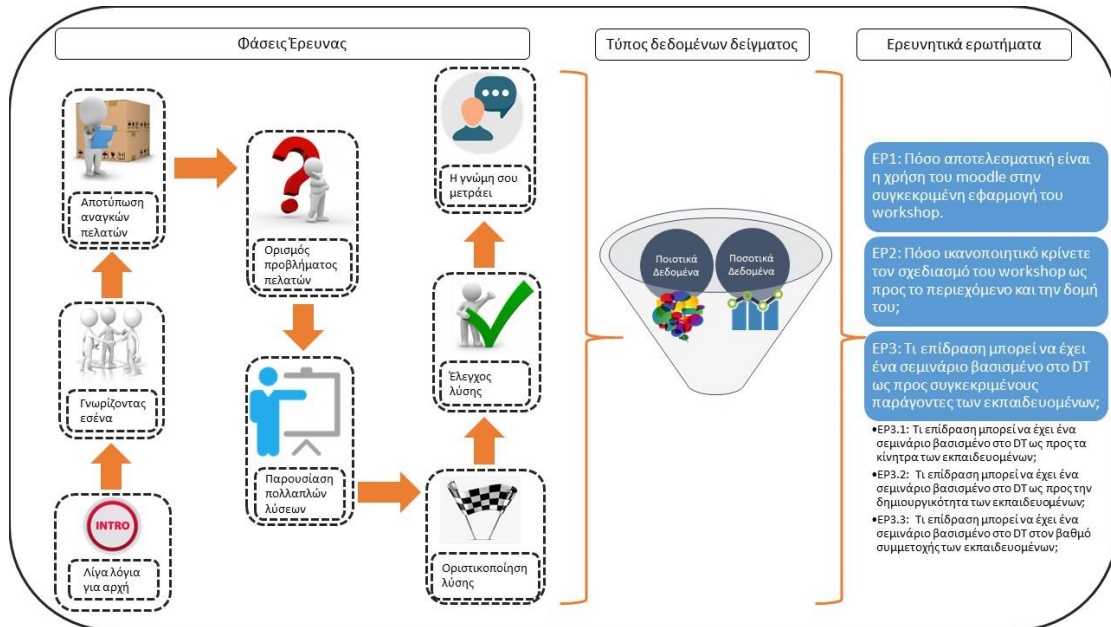 Φάσεις Έρευνας
Τύπος δεδομένων δείγματος
Ερευνητικά ερωτήματα
Αποτύπωση
αναγκών
πελατών
Ορισμός
προβλήματος
πελατών
Η γνώμη σου
μετράει
Γνωρίζοντας
εσένα
Παρουσίαση
πολλαπλών
λύσεων
Έλεγχος
λύσης
INTRO
Λίγα λόγια
για αρχή
Οριστικοποίηση
λύσης
Ποιοτικά
Δεδομένα
Ποσοτικά
Δεδομένα
ΕΡ1: Πόσο αποτελεσματική είναι
η χρήση του moodle στην
συγκεκριμένη εφαρμογή του
workshop.
ΕΡ2: Πόσο ικανοποιητικό κρίνετε
τον σχεδιασμό του workshop ως
προς το περιεχόμενο και την δομή
του;
ΕΡ3: Τι επίδραση μπορεί να έχει
ένα σεμινάριο βασισμένο στο DT
ως προς συγκεκριμένους
παράγοντες των εκπαιδευομένων;
•ΕΡ3.1: Τι επίδραση μπορεί να έχει ένα
σεμινάριο βασισμένο στο DT ως προς τα
κίνητρα των εκπαιδευομένων;
•ΕΡ3.2: Τι επίδραση μπορεί να έχει ένα
σεμινάριο βασισμένο στο DT ως προς την
δημιουργικότητα των εκπαιδευομένων;
•ΕΡ3.3: Τι επίδραση μπορεί να έχει ένα
σεμινάριο βασισμένο στο DT στον βαθμό
συμμετοχής των εκπαιδευομένων;